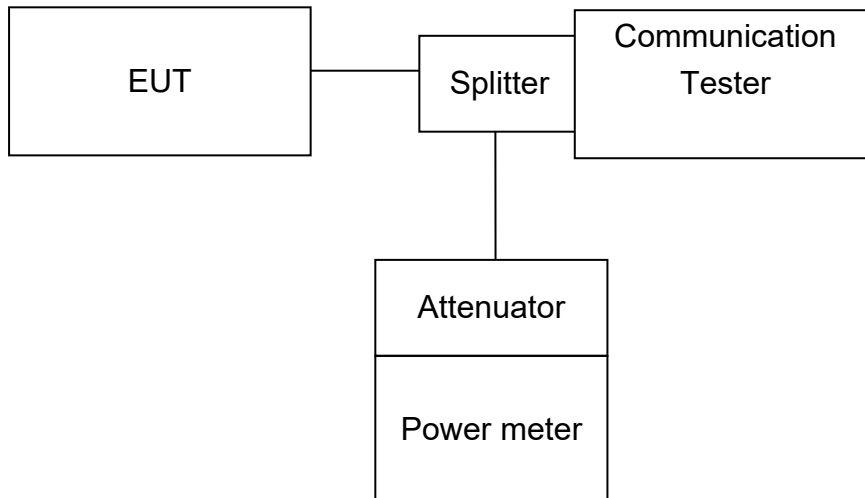 EUT
Splitter
Communication
Tester
Attenuator
Power meter